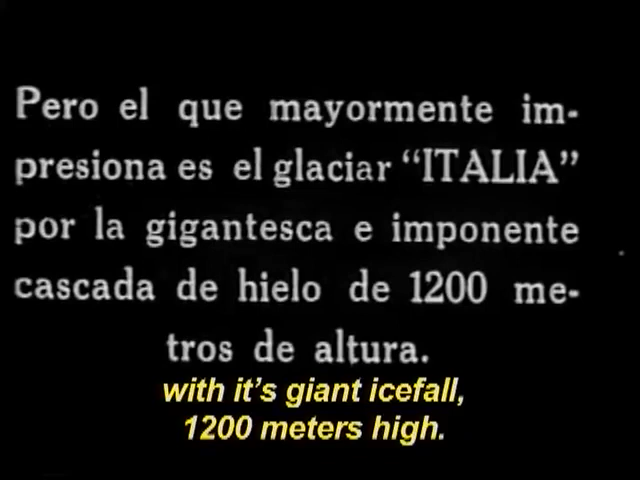 Pero el que mayormente im-
presiona es el glaciar “ITALIA”
por la gigantesca e imponente
cascada de hielo de 1200 me-
tros de altura.
with it’s giant icefall,
1200 meters high.